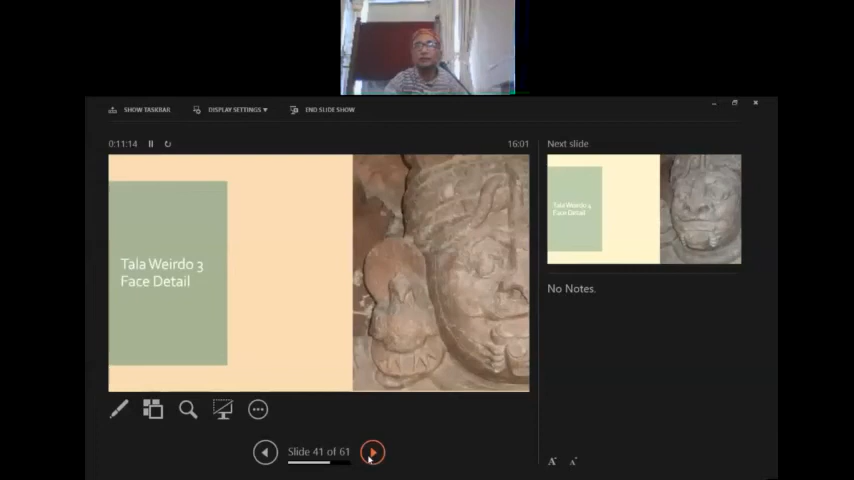 SHOW TASKBAR
DISPLAY SETTINGS
END SLIDE SHOW
0:11:14
16:01
Next slide
Tala Weirdo 3
Face Detail
Tala Weirdo 4
Face Detail
No Notes.
Slide 41 of 61
A
A